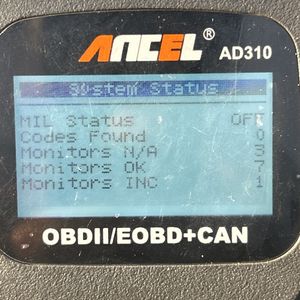 ANCEL® AD310
System Status
MIL Status OFF
Codes Found 0
Monitors N/A 3
Monitors OK 7
Monitors INC 1
OBDII/EOBD+CAN